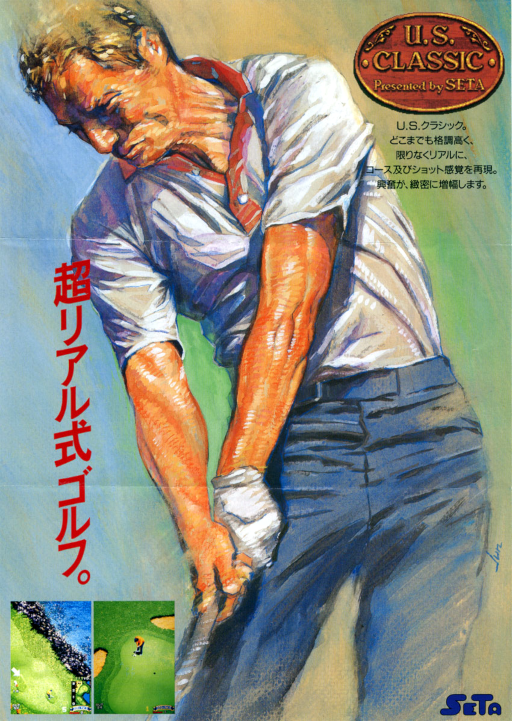 U.S.
CLASSIC
Presented by SETA
U.S.クラシック。
どこまでも格調高く、
限りなくリアルに、
コース及びショット感覚を再現。
興奮が、緻密に増幅します。
超リアル式ゴルフ。
SETA